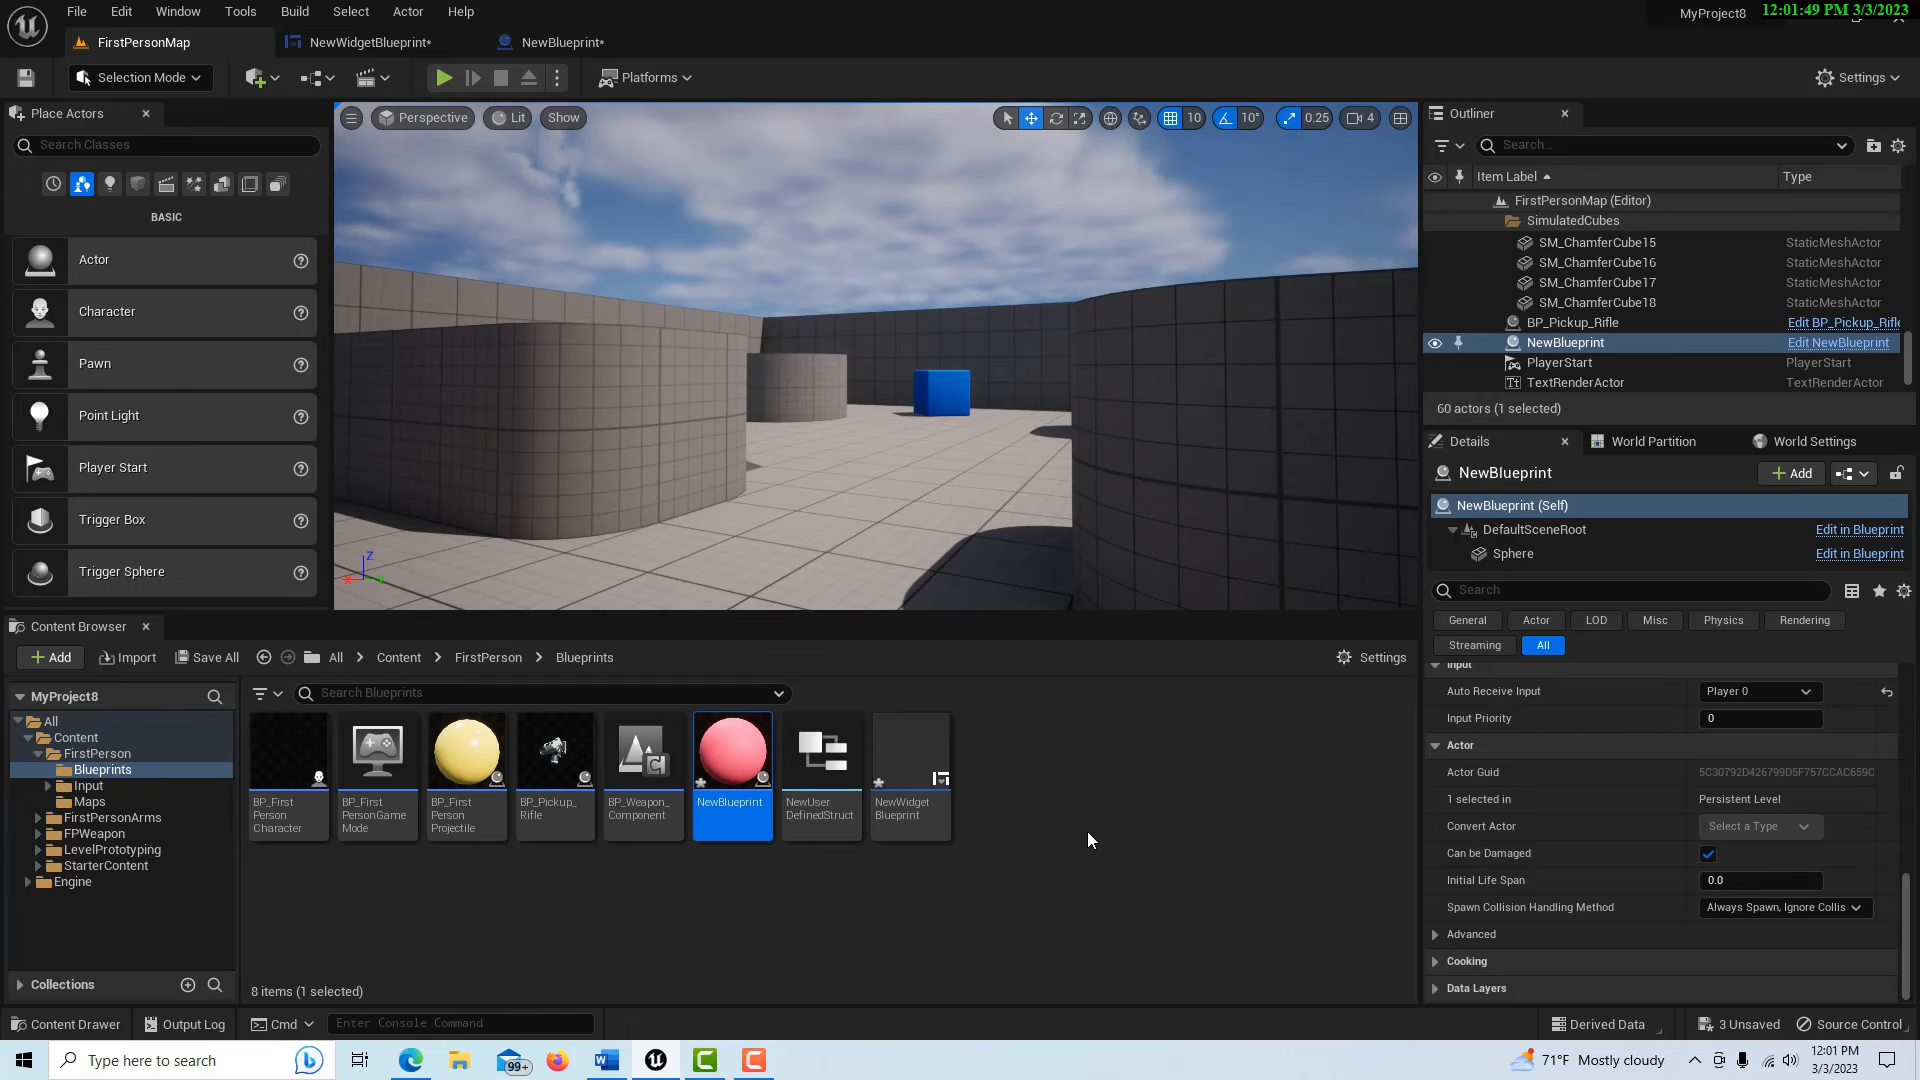 File Edit Window Tools Build Select Actor Help
MyProject8
12:01:49 PM 3/3/2023
FirstPersonMap
NewWidgetBlueprint*
NewBlueprint*
Selection Mode
Platforms
Settings
Place Actors
Search Classes
BASIC
Actor
Character
Pawn
Point Light
Player Start
Trigger Box
Trigger Sphere
Perspective
Lit
Show
10
10°
0.25
4
Z
X
Outliner
Search...
Item Label
Type
FirstPersonMap (Editor)
SimulatedCubes
SM_ChamferCube15 StaticMeshActor
SM_ChamferCube16 StaticMeshActor
SM_ChamferCube17 StaticMeshActor
SM_ChamferCube18 StaticMeshActor
BP_Pickup_Rifle Edit BP_Pickup_Rifle
NewBlueprint Edit NewBlueprint
PlayerStart PlayerStart
TextRenderActor TextRenderActor
60 actors (1 selected)
Details
World Partition
World Settings
NewBlueprint
Add
NewBlueprint (Self)
DefaultSceneRoot Edit in Blueprint
Sphere Edit in Blueprint
Search
General Actor LOD Misc Physics Rendering
Streaming All
Input
Auto Receive Input Player 0
Input Priority 0
Actor
Actor Guid 5C30792D426799D5F757CCAC659C
1 selected in Persistent Level
Convert Actor Select a Type
Can be Damaged
Initial Life Span 0.0
Spawn Collision Handling Method Always Spawn, Ignore Collis
Advanced
Cooking
Data Layers
Content Browser
Add
Import
Save All
All
Content
FirstPerson
Blueprints
Settings
MyProject8
All
Content
FirstPerson
Blueprints
Input
Maps
FirstPersonArms
FPWeapon
LevelPrototyping
StarterContent
Engine
Collections
Search Blueprints
BP_First
Person
Character
BP_First
PersonGame
Mode
BP_First
Person
Projectile
BP_Pickup_
Rifle
BP_Weapon_
Component
NewBlueprint
NewUser
DefinedStruct
NewWidget
Blueprint
8 items (1 selected)
Content Drawer
Output Log
Cmd
Enter Console Command
Derived Data
3 Unsaved
Source Control
Type here to search
99+
71°F Mostly cloudy
12:01 PM
3/3/2023